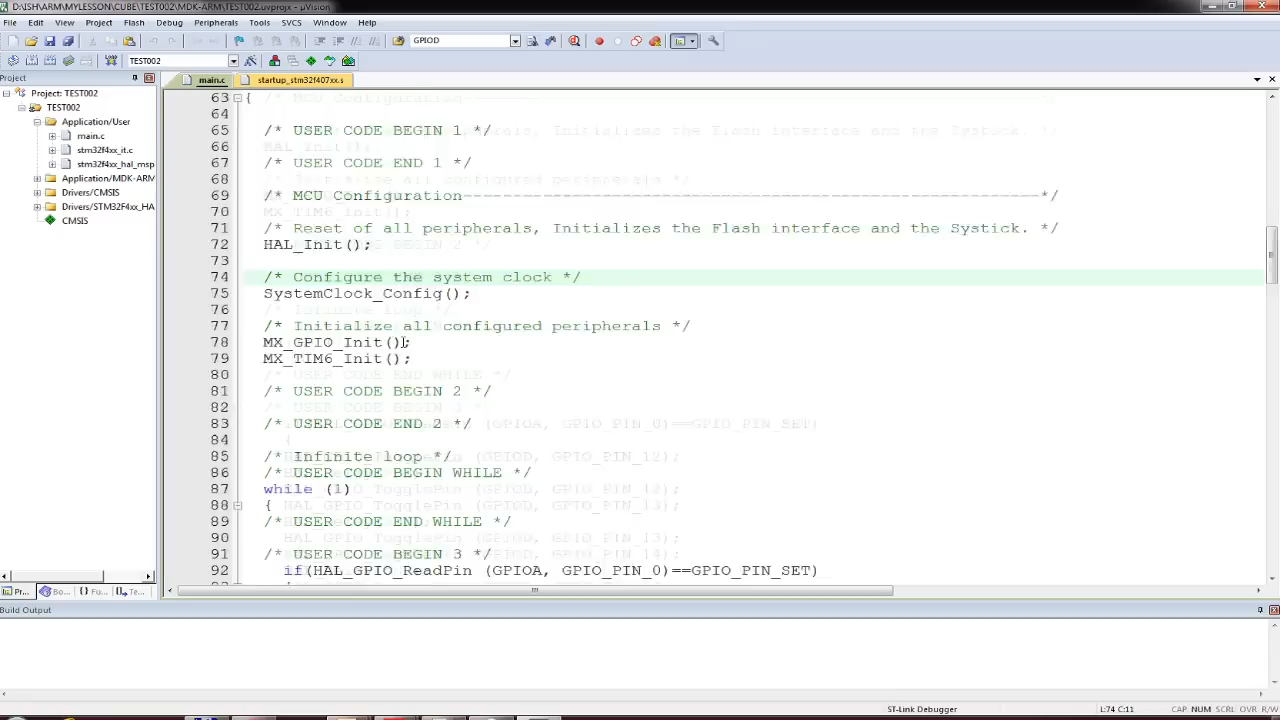 D:\ISH\ARM\MYLESSON\CUBE\TEST002\MDK-ARM\TEST002.uvprojx - µVision
File Edit View Project Flash Debug Peripherals Tools SVCS Window Help
GPIOD
TEST002
Project
main.c
startup_stm32f407xx.s
Project: TEST002
TEST002
Application/User
main.c
stm32f4xx_it.c
stm32f4xx_hal_msp
Application/MDK-ARM
Drivers/CMSIS
Drivers/STM32F4xx_HA
CMSIS
63 {
64
65 /* USER CODE BEGIN 1 */
66
67 /* USER CODE END 1 */
68
69 /* MCU Configuration----------------------------------------------------------*/
70
71 /* Reset of all peripherals, Initializes the Flash interface and the Systick. */
72 HAL_Init();
73
74 /* Configure the system clock */
75 SystemClock_Config();
76
77 /* Initialize all configured peripherals */
78 MX_GPIO_Init();
79 MX_TIM6_Init();
80
81 /* USER CODE BEGIN 2 */
82
83 /* USER CODE END 2 */
84
85 /* Infinite loop */
86 /* USER CODE BEGIN WHILE */
87 while (1)
88 {
89 /* USER CODE END WHILE */
90
91 /* USER CODE BEGIN 3 */
92 if(HAL_GPIO_ReadPin (GPIOA, GPIO_PIN_0)==GPIO_PIN_SET)
Pr... Bo... {} Fu... Te...
Build Output
ST-Link Debugger L:74 C:11 CAP NUM SCRL OVR R/W